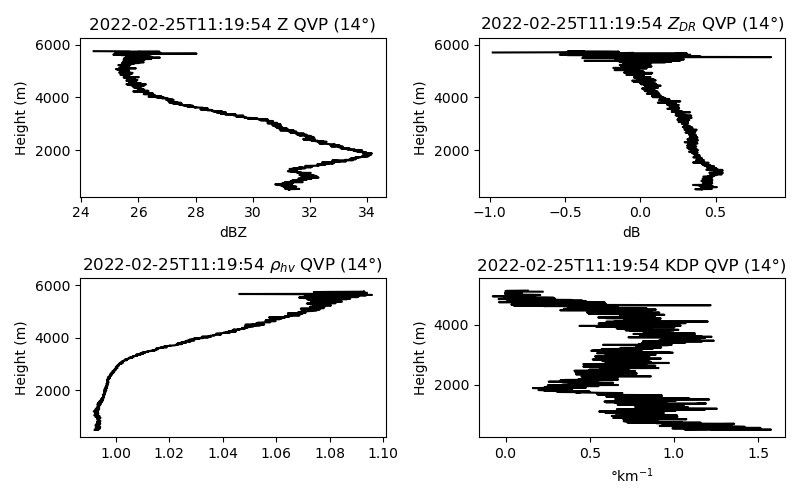 2022-02-25T11:19:54 Z QVP (14°)
6000
4000
2000
Height (m)
24 26 28 30 32 34
dBZ
2022-02-25T11:19:54 Z_DR QVP (14°)
6000
4000
2000
Height (m)
−1.0 −0.5 0.0 0.5
dB
2022-02-25T11:19:54 ρ_hv QVP (14°)
6000
4000
2000
Height (m)
1.00 1.02 1.04 1.06 1.08 1.10
2022-02-25T11:19:54 KDP QVP (14°)
4000
2000
Height (m)
0.0 0.5 1.0 1.5
°km⁻¹